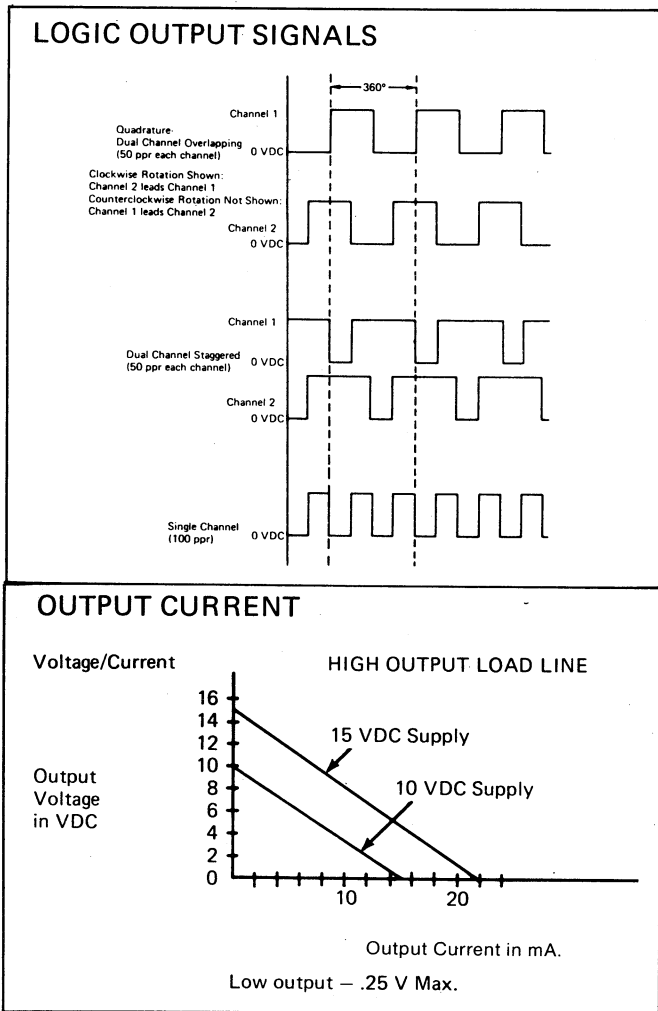 LOGIC OUTPUT SIGNALS
360°
Channel 1
Quadrature-
Dual Channel Overlapping
(50 ppr each channel)
0 VDC
Clockwise Rotation Shown:
Channel 2 leads Channel 1
Counterclockwise Rotation Not Shown:
Channel 1 leads Channel 2
Channel 2
0 VDC
Channel 1
Dual Channel Staggered
(50 ppr each channel)
0 VDC
Channel 2
0 VDC
Single Channel
(100 ppr)
0 VDC
OUTPUT CURRENT
Voltage/Current
HIGH OUTPUT LOAD LINE
16
14
12
10
8
6
4
2
0
15 VDC Supply
10 VDC Supply
Output
Voltage
in VDC
10
20
Output Current in mA.
Low output – .25 V Max.